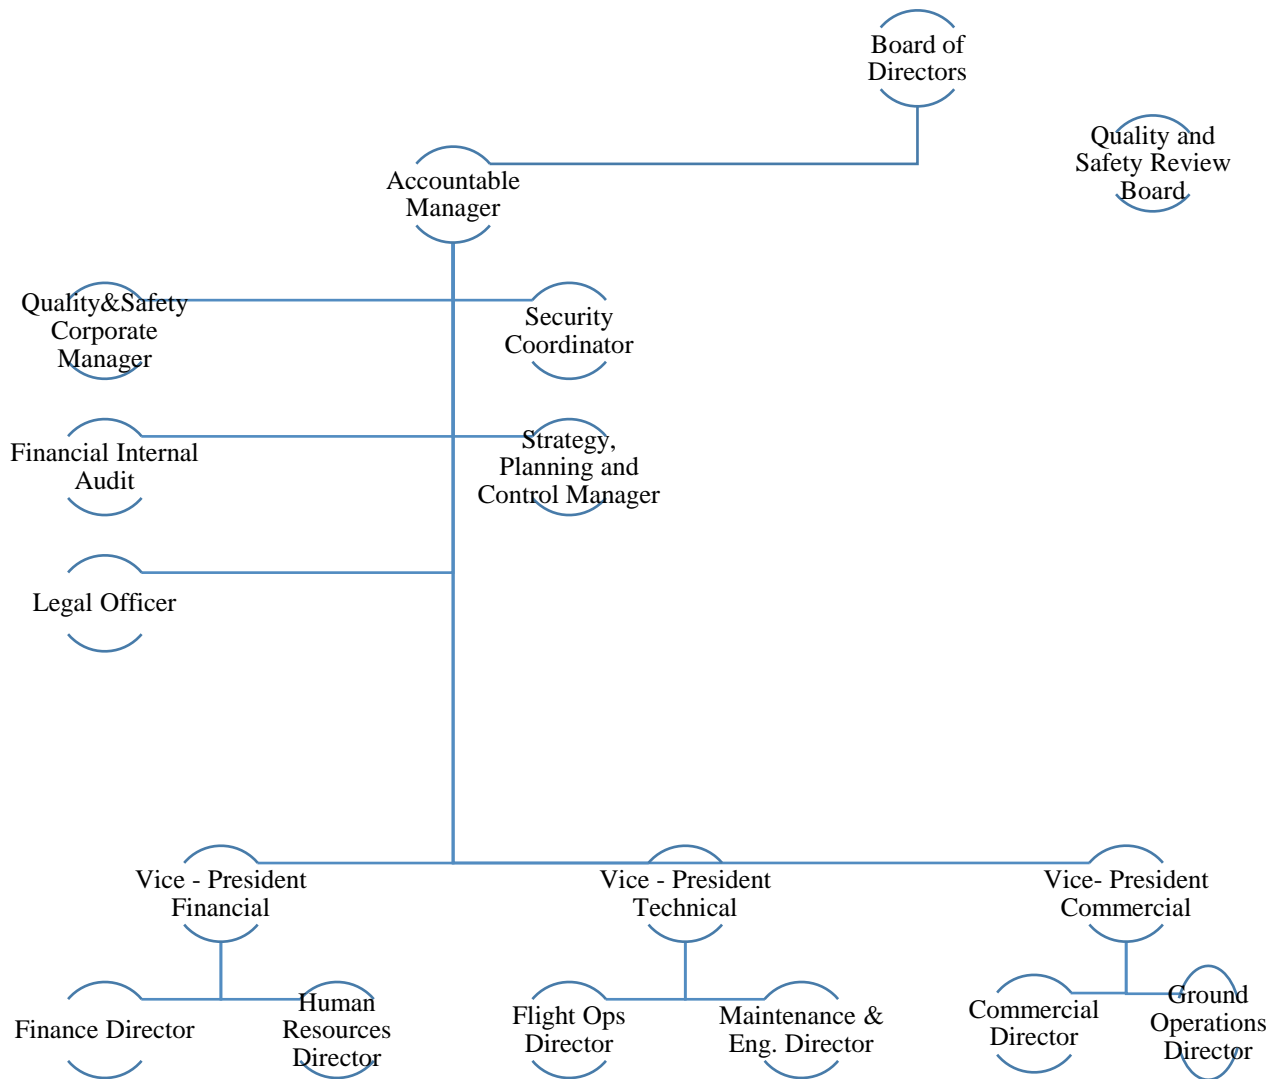 Board of
Directors
Quality and
Safety Review
Board
Accountable
Manager
Quality&Safety
Corporate
Manager
Security
Coordinator
Financial Internal
Audit
Strategy,
Planning and
Control Manager
Legal Officer
Vice - President
Financial
Vice - President
Technical
Vice- President
Commercial
Finance Director
Human
Resources
Director
Flight Ops
Director
Maintenance &
Eng. Director
Commercial
Director
Ground
Operations
Director